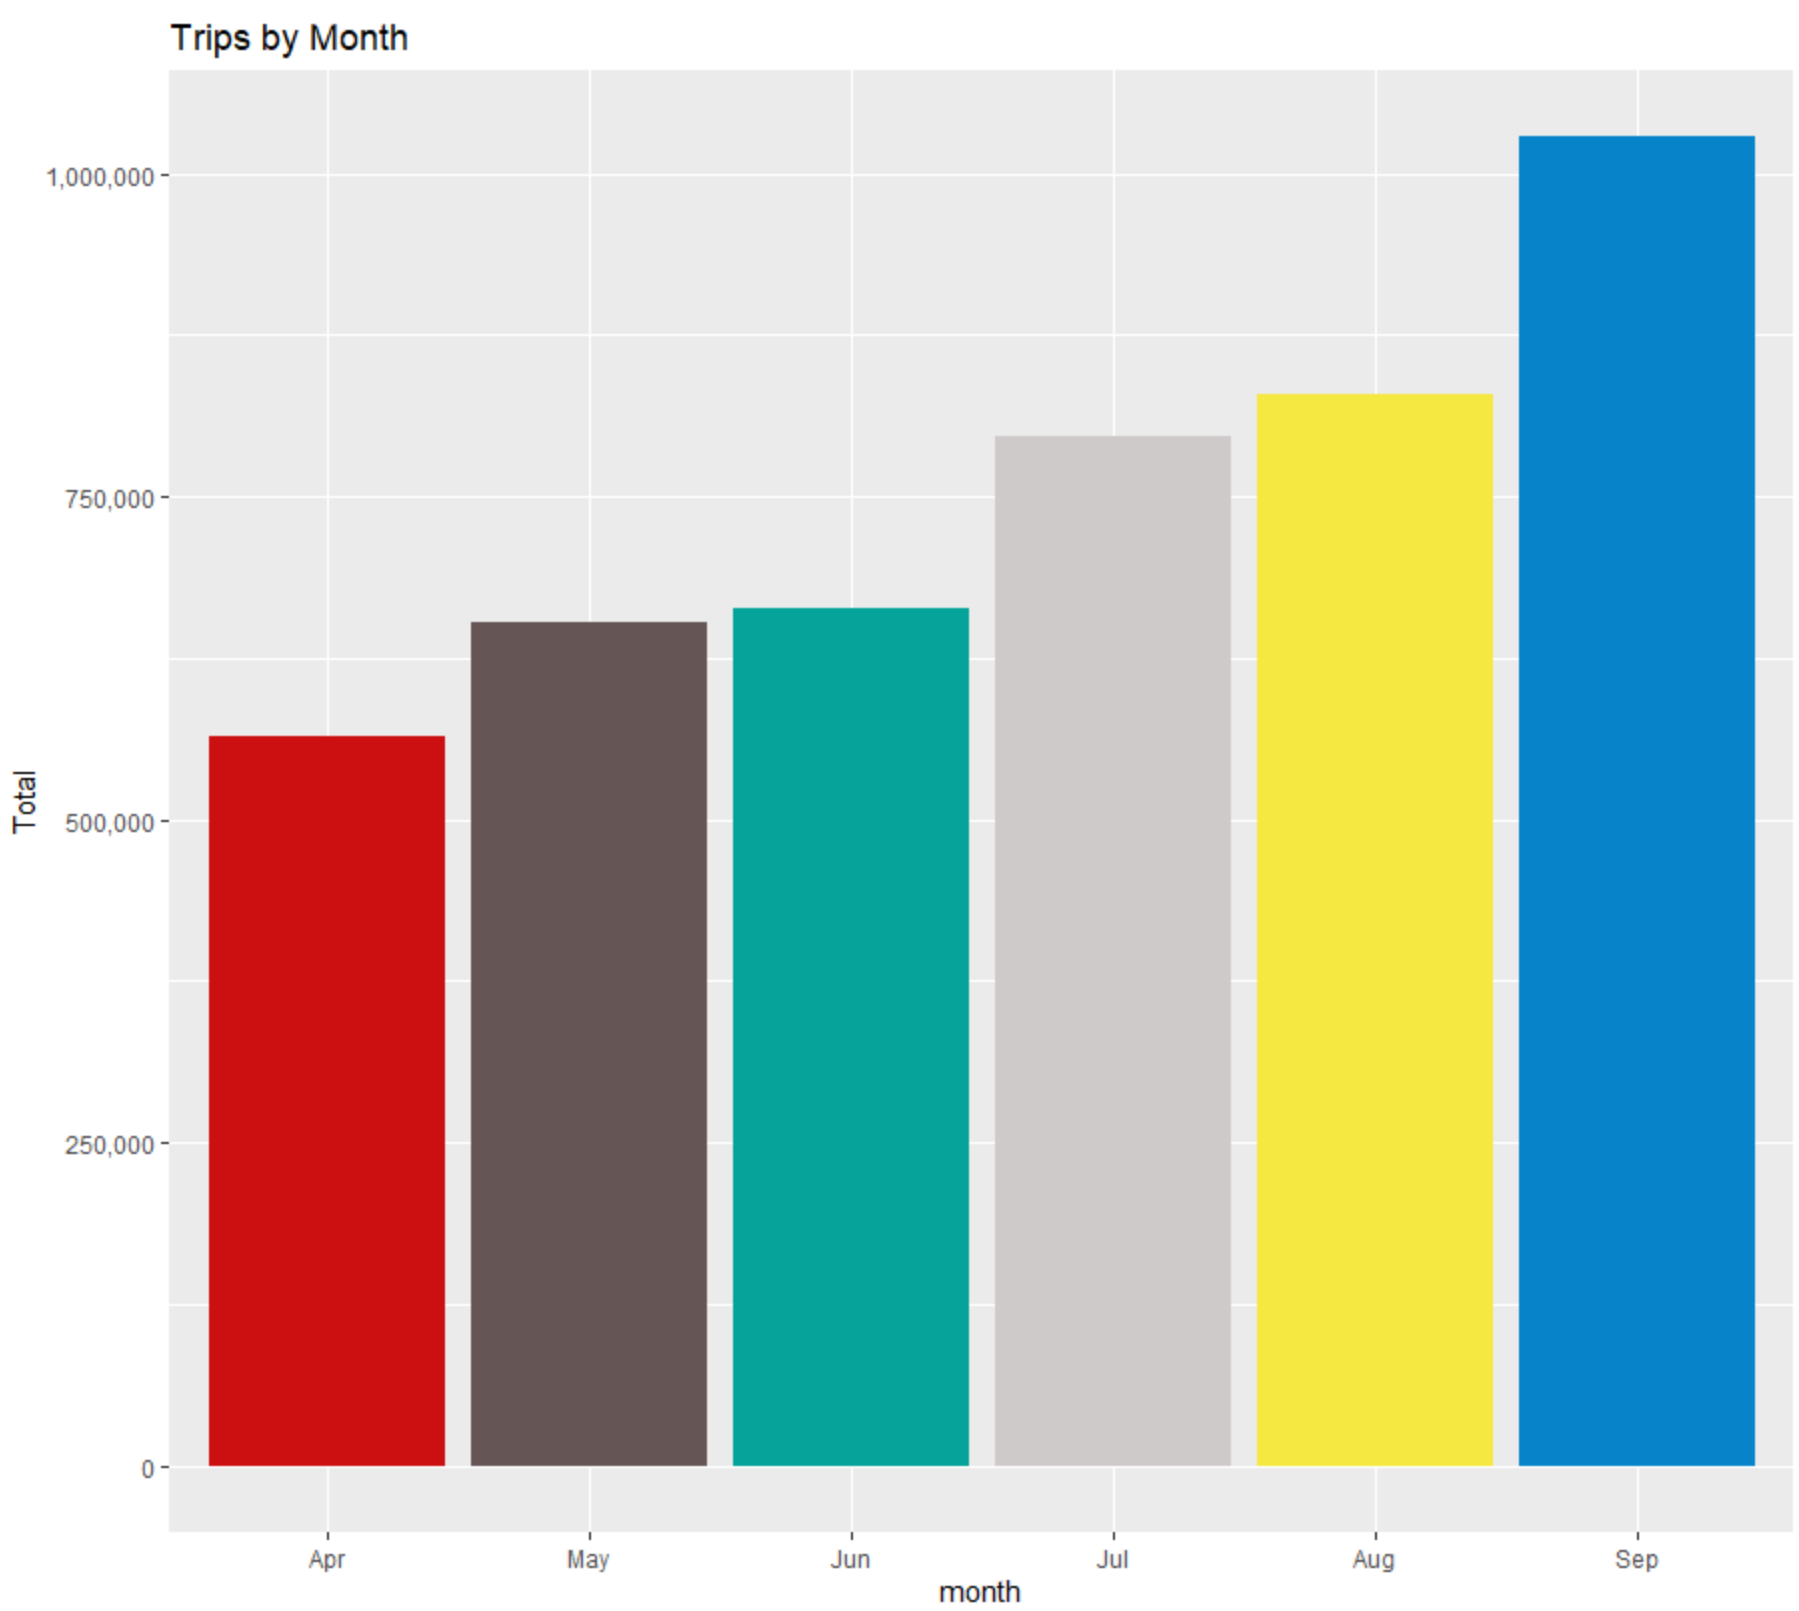 Trips by Month
1,000,000
750,000
500,000
250,000
0
Total
Apr May Jun Jul Aug Sep
month